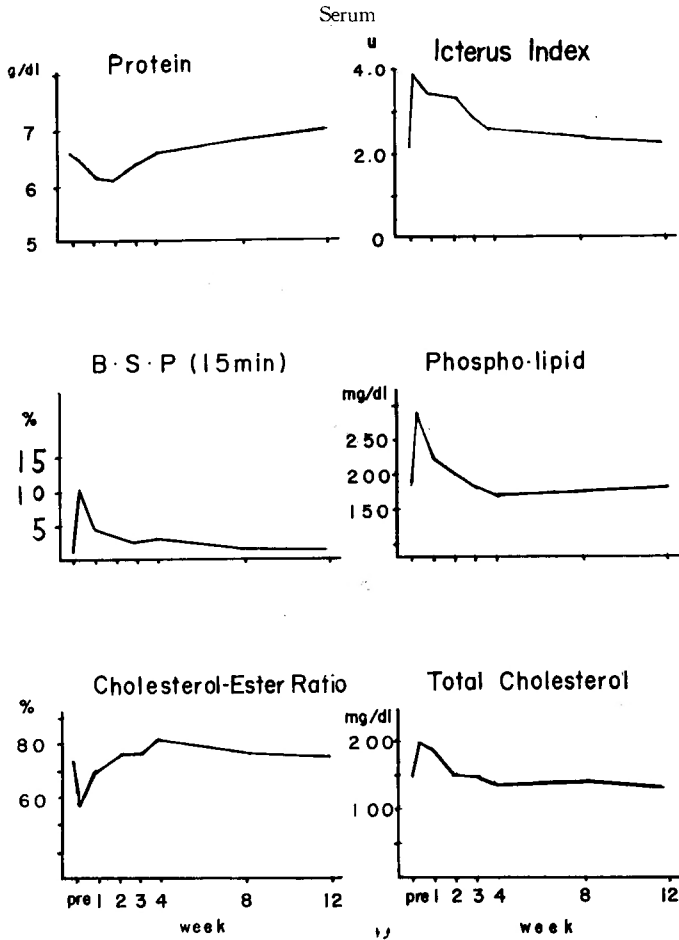 Serum
g/dl Protein
7
6
5
u Icterus Index
4.0
2.0
0
B·S·P (15min)
%
15
10
5
Phospho·lipid
mg/dl
250
200
150
Cholesterol-Ester Ratio
%
80
60
pre 1 2 3 4 8 12
week
Total Cholesterol
mg/dl
200
100
pre 1 2 3 4 8 12
week